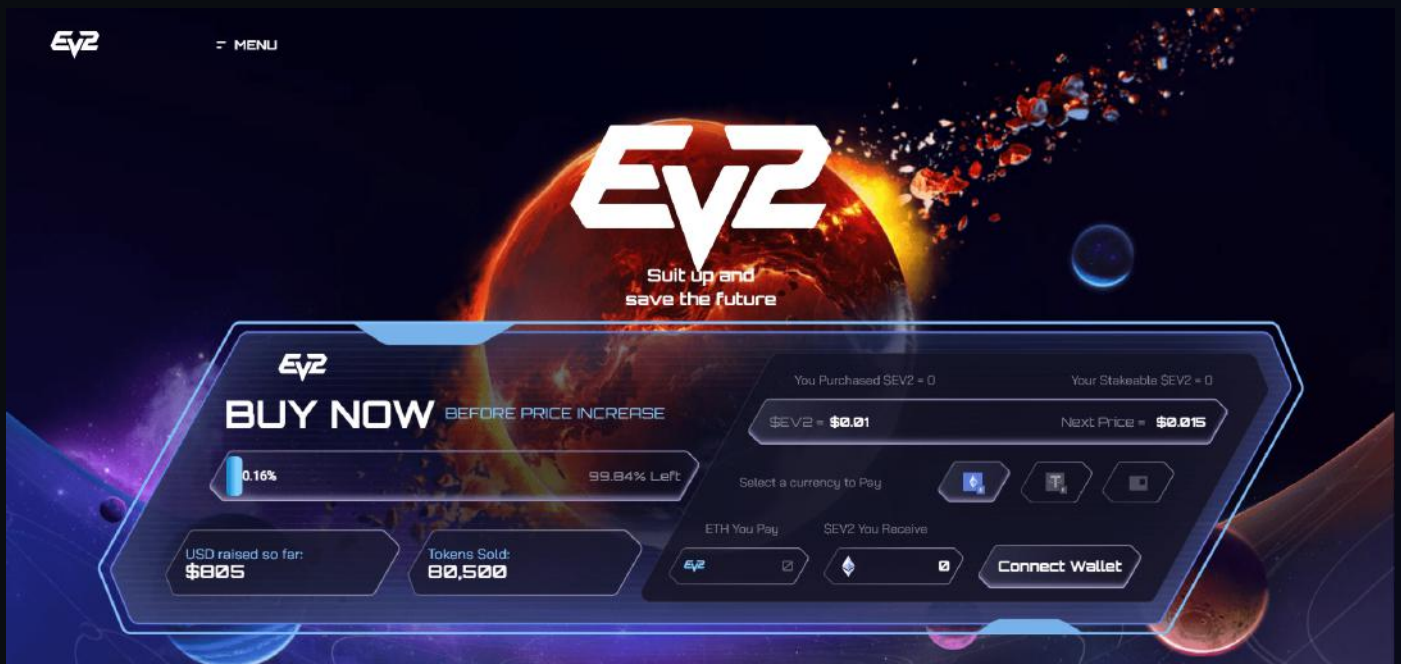 EV2
MENU
EV2
Suit up and
save the future
EV2
BUY NOW BEFORE PRICE INCREASE
0.16% 99.84% Left
USD raised so far:
$805
Tokens Sold:
80,500
You Purchased $EV2 = 0 Your Stakeable $EV2 = 0
$EV2 = $0.01 Next Price = $0.015
Select a currency to Pay
ETH You Pay $EV2 You Receive
EV2 0 0 Connect Wallet